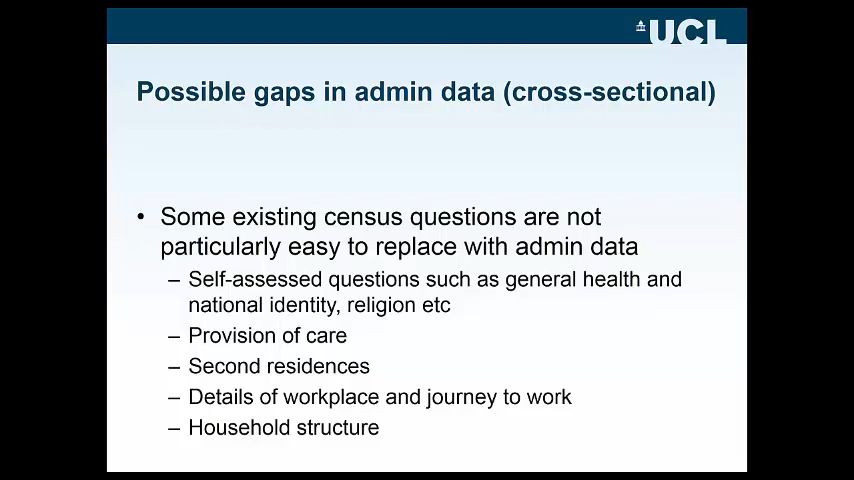 UCL
Possible gaps in admin data (cross-sectional)
• Some existing census questions are not
particularly easy to replace with admin data
– Self-assessed questions such as general health and
national identity, religion etc
– Provision of care
– Second residences
– Details of workplace and journey to work
– Household structure